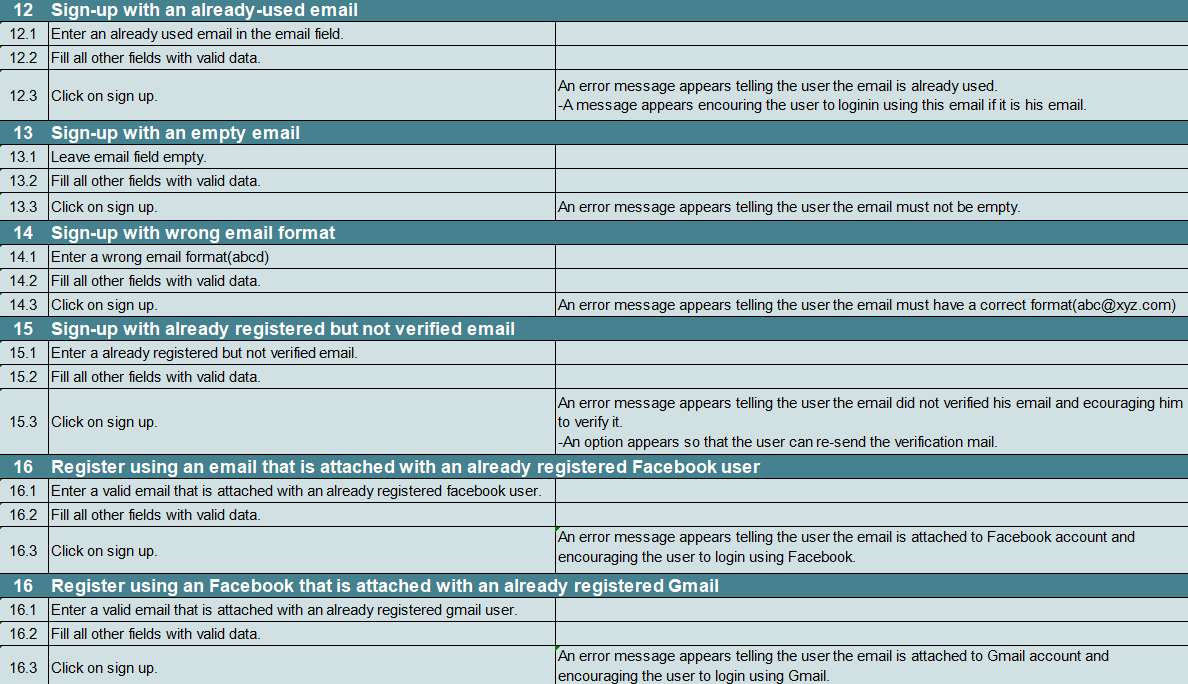 12 Sign-up with an already-used email
12.1 Enter an already used email in the email field.
12.2 Fill all other fields with valid data.
12.3 Click on sign up.
An error message appears telling the user the email is already used.
-A message appears encouring the user to loginin using this email if it is his email.
13 Sign-up with an empty email
13.1 Leave email field empty.
13.2 Fill all other fields with valid data.
13.3 Click on sign up.
An error message appears telling the user the email must not be empty.
14 Sign-up with wrong email format
14.1 Enter a wrong email format(abcd)
14.2 Fill all other fields with valid data.
14.3 Click on sign up.
An error message appears telling the user the email must have a correct format(abc@xyz.com)
15 Sign-up with already registered but not verified email
15.1 Enter a already registered but not verified email.
15.2 Fill all other fields with valid data.
15.3 Click on sign up.
An error message appears telling the user the email did not verified his email and ecouraging him
to verify it.
-An option appears so that the user can re-send the verification mail.
16 Register using an email that is attached with an already registered Facebook user
16.1 Enter a valid email that is attached with an already registered facebook user.
16.2 Fill all other fields with valid data.
16.3 Click on sign up.
An error message appears telling the user the email is attached to Facebook account and
encouraging the user to login using Facebook.
16 Register using an Facebook that is attached with an already registered Gmail
16.1 Enter a valid email that is attached with an already registered gmail user.
16.2 Fill all other fields with valid data.
16.3 Click on sign up.
An error message appears telling the user the email is attached to Gmail account and
encouraging the user to login using Gmail.